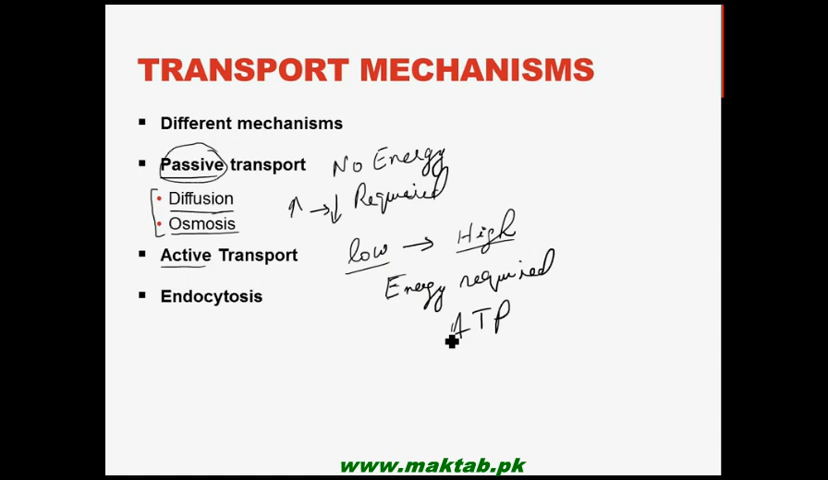 TRANSPORT MECHANISMS
Different mechanisms
Passive transport No Energy
Required
Diffusion ↑ → ↓
Osmosis
Active Transport low → High
Energy required
Endocytosis
ATP
www.maktab.pk